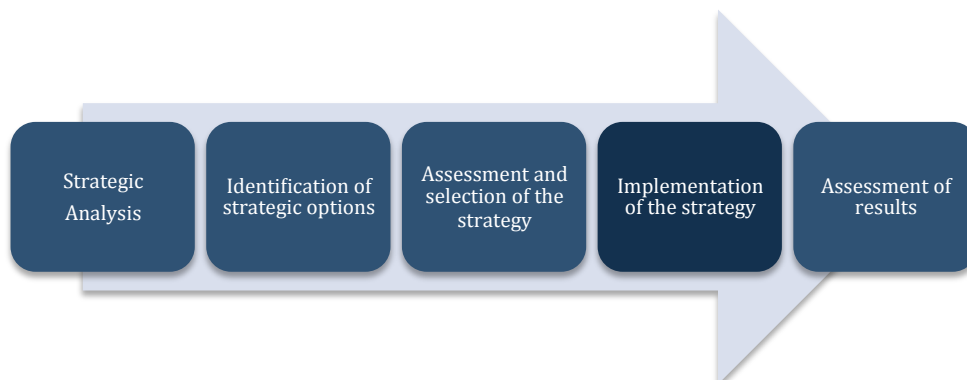 Strategic
Analysis
Identification of
strategic options
Assessment and
selection of the
strategy
Implementation
of the strategy
Assessment of
results